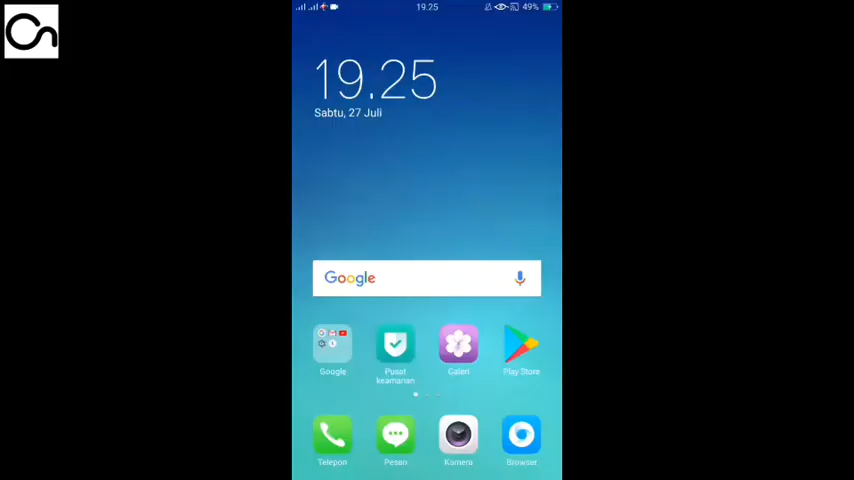 19.25
49%
19.25
Sabtu, 27 Juli
Google
Google
Pusat
keamanan
Galeri
Play Store
Telepon
Pesan
Kamera
Browser